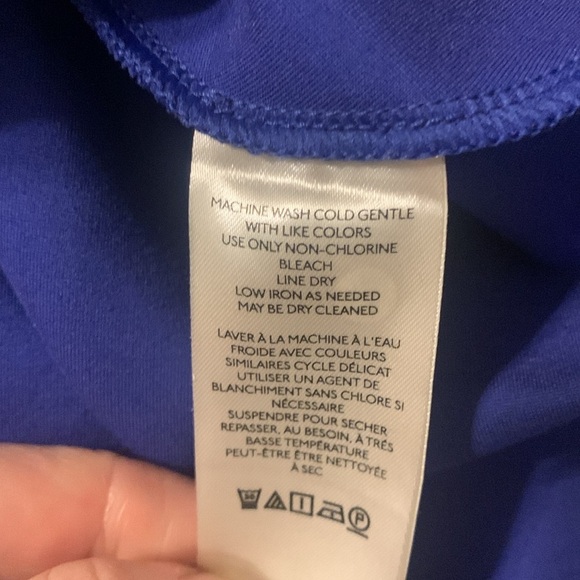 MACHINE WASH COLD GENTLE
WITH LIKE COLORS
USE ONLY NON-CHLORINE
BLEACH
LINE DRY
LOW IRON AS NEEDED
MAY BE DRY CLEANED
LAVER À LA MACHINE À L'EAU
FROIDE AVEC COULEURS
SIMILAIRES CYCLE DÉLICAT
UTILISER UN AGENT DE
BLANCHIMENT SANS CHLORE SI
NÉCESSAIRE
SUSPENDRE POUR SECHER
REPASSER, AU BESOIN, À TRÉS
BASSE TEMPÉRATURE
PEUT-ÊTRE ÊTRE NETTOYÉE
À SEC
30 P